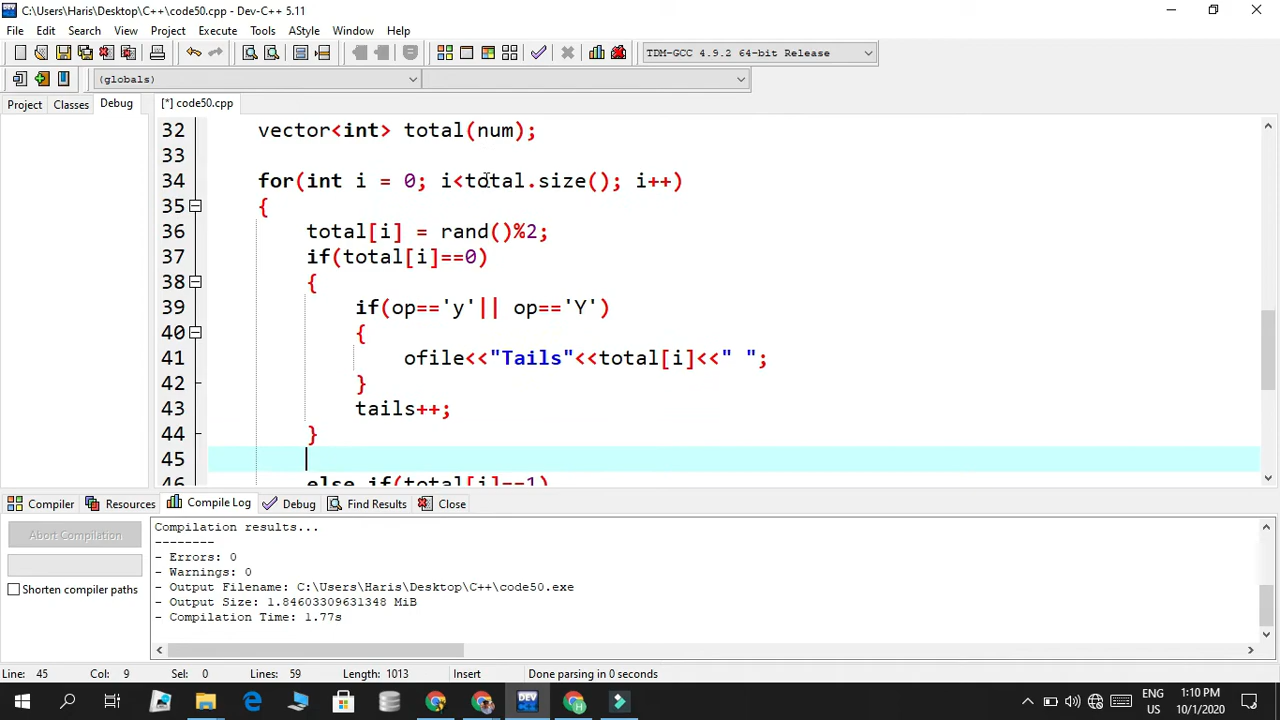 C:\Users\Haris\Desktop\C++\code50.cpp - Dev-C++ 5.11
File Edit Search View Project Execute Tools AStyle Window Help
TDM-GCC 4.9.2 64-bit Release
(globals)
Project Classes Debug [*] code50.cpp
32 vector<int> total(num);
33
34 for(int i = 0; i<total.size(); i++)
35 {
36 total[i] = rand()%2;
37 if(total[i]==0)
38 {
39 if(op=='y'|| op=='Y')
40 {
41 ofile<<"Tails"<<total[i]<<" ";
42 }
43 tails++;
44 }
45
46 else if(total[i]==1)
Compiler Resources Compile Log Debug Find Results Close
Abort Compilation
Shorten compiler paths
Compilation results...
--------
- Errors: 0
- Warnings: 0
- Output Filename: C:\Users\Haris\Desktop\C++\code50.exe
- Output Size: 1.84603309631348 MiB
- Compilation Time: 1.77s
Line: 45 Col: 9 Sel: 0 Lines: 59 Length: 1013 Insert Done parsing in 0 seconds
DEV
ENG
US
1:10 PM
10/1/2020